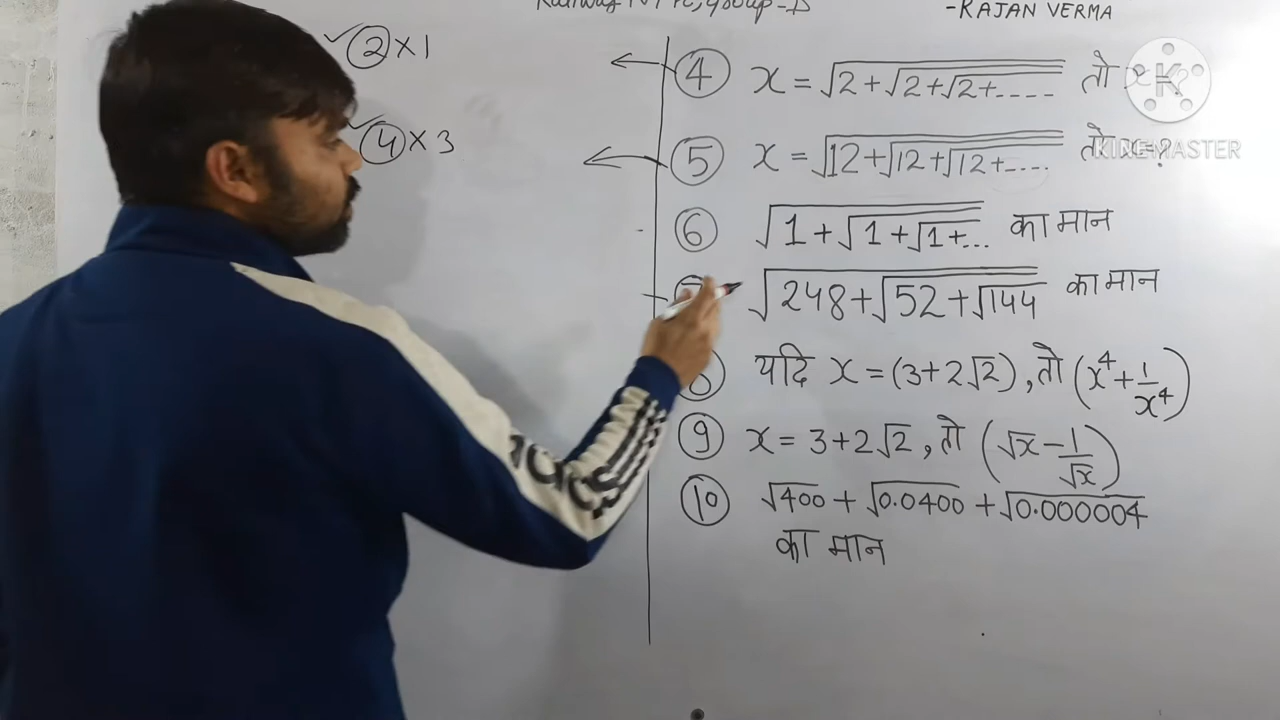 -RAJAN VERMA
② × 1
④ × 3
④ x = √2+√2+√2+---- तो x = ?
⑤ x = √12+√12+√12+---- तो x = ?
⑥ √1+√1+√1+... का मान
√248+√52+√144 का मान
⑧ यदि x = (3+2√2), तो (x⁴+1/x⁴)
⑨ x = 3+2√2, तो (√x - 1/√x)
⑩ √400 + √0.0400 + √0.000004
का मान
KINEMASTER